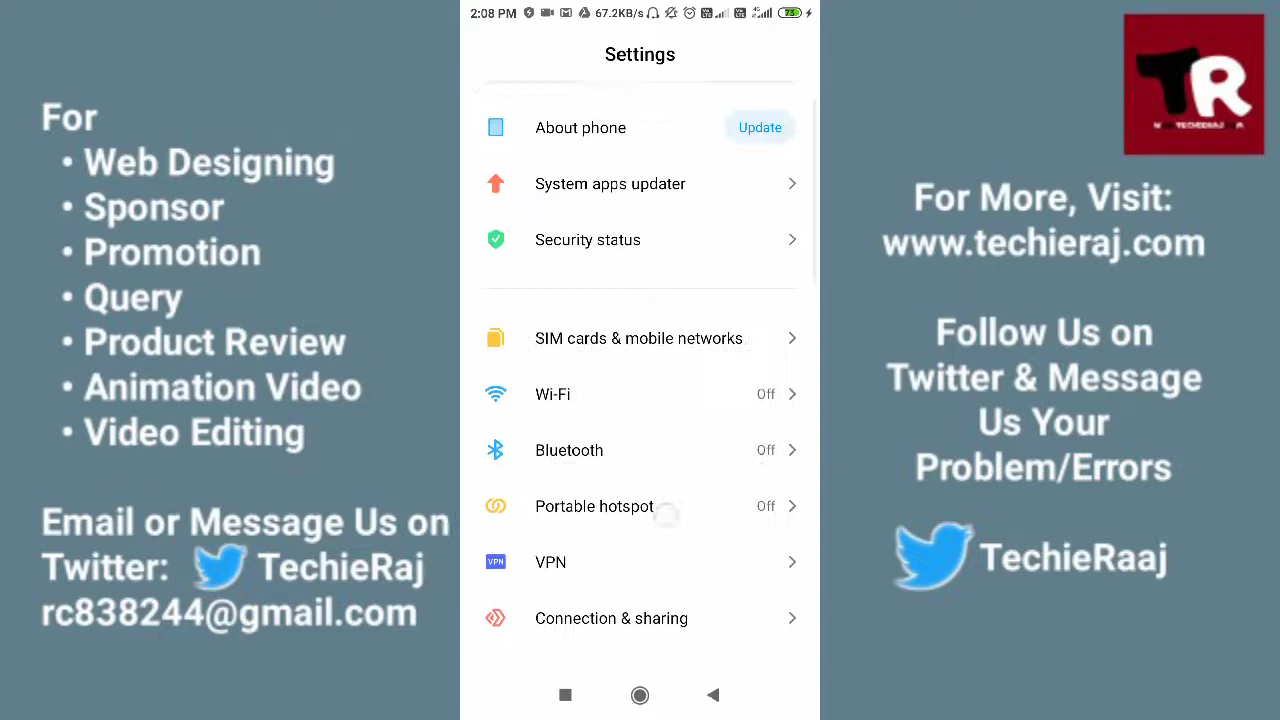 For
• Web Designing
• Sponsor
• Promotion
• Query
• Product Review
• Animation Video
• Video Editing
Email or Message Us on
Twitter: TechieRaj
rc838244@gmail.com
2:08 PM 67.2KB/s 4G 73
Settings
About phone Update
System apps updater
Security status
SIM cards & mobile networks
Wi-Fi Off
Bluetooth Off
Portable hotspot Off
VPN VPN
Connection & sharing
TR
For More, Visit:
www.techieraj.com
Follow Us on
Twitter & Message
Us Your
Problem/Errors
TechieRaaj